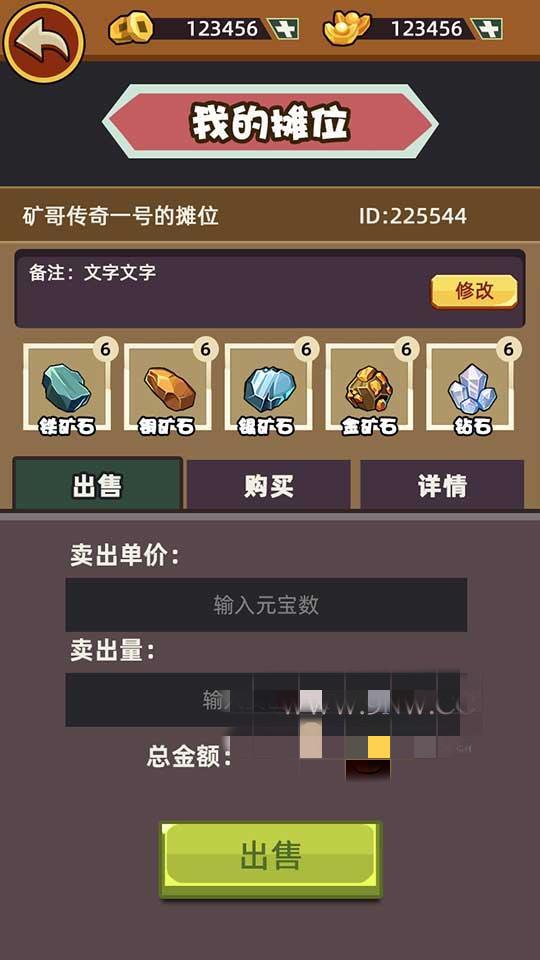 123456 123456
我的摊位
矿哥传奇一号的摊位 ID:225544
备注：文字文字
修改
6 6 6 6 6
铁矿石 铜矿石 银矿石 金矿石 钻石
出售 购买 详情
卖出单价：
输入元宝数
卖出量：
输入
WWW.9NW.CO
总金额：
出售